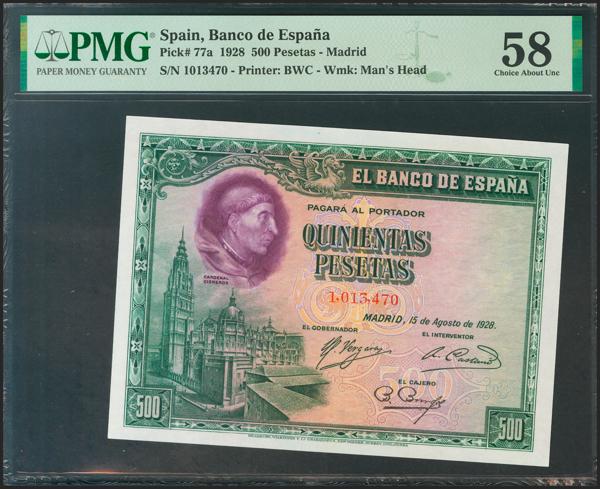 PMG
PAPER MONEY GUARANTY
Spain, Banco de España
Pick# 77a 1928 500 Pesetas - Madrid
S/N 1013470 - Printer: BWC - Wmk: Man's Head
58
Choice About Unc
EL BANCO DE ESPAÑA
PAGARÁ AL PORTADOR
QUINIENTAS
PESETAS
CARDENAL
CISNEROS
1,013,470
MADRID, 15 de Agosto de 1928.
EL GOBERNADOR
EL INTERVENTOR
EL CAJERO
500
500
500